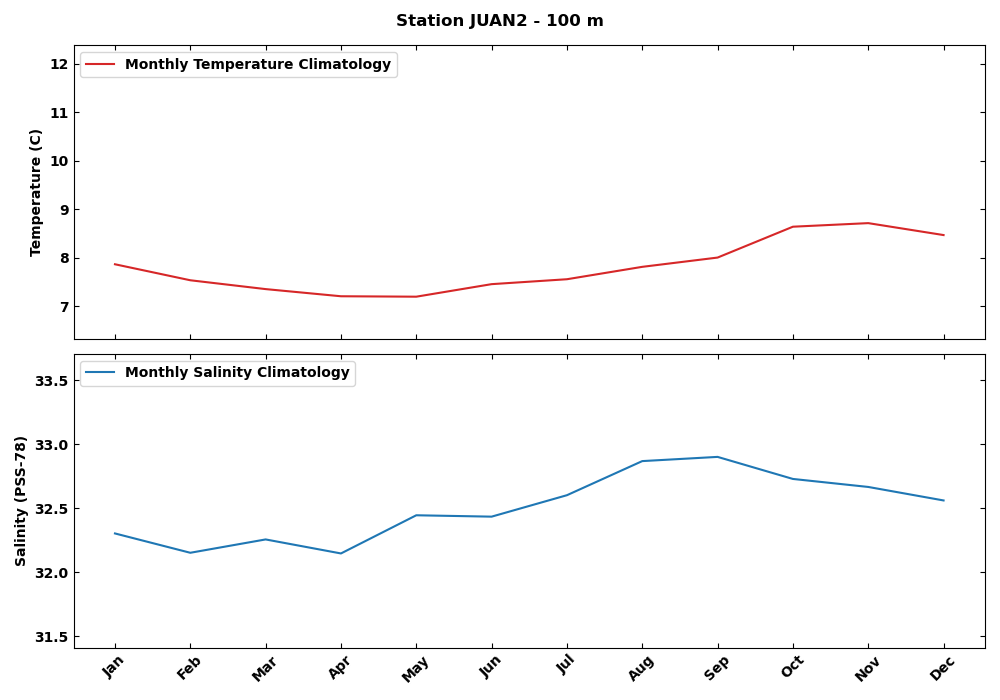 Station JUAN2 - 100 m
Monthly Temperature Climatology
Temperature (C)
12
11
10
9
8
7
Monthly Salinity Climatology
Salinity (PSS-78)
33.5
33.0
32.5
32.0
31.5
Jan Feb Mar Apr May Jun Jul Aug Sep Oct Nov Dec